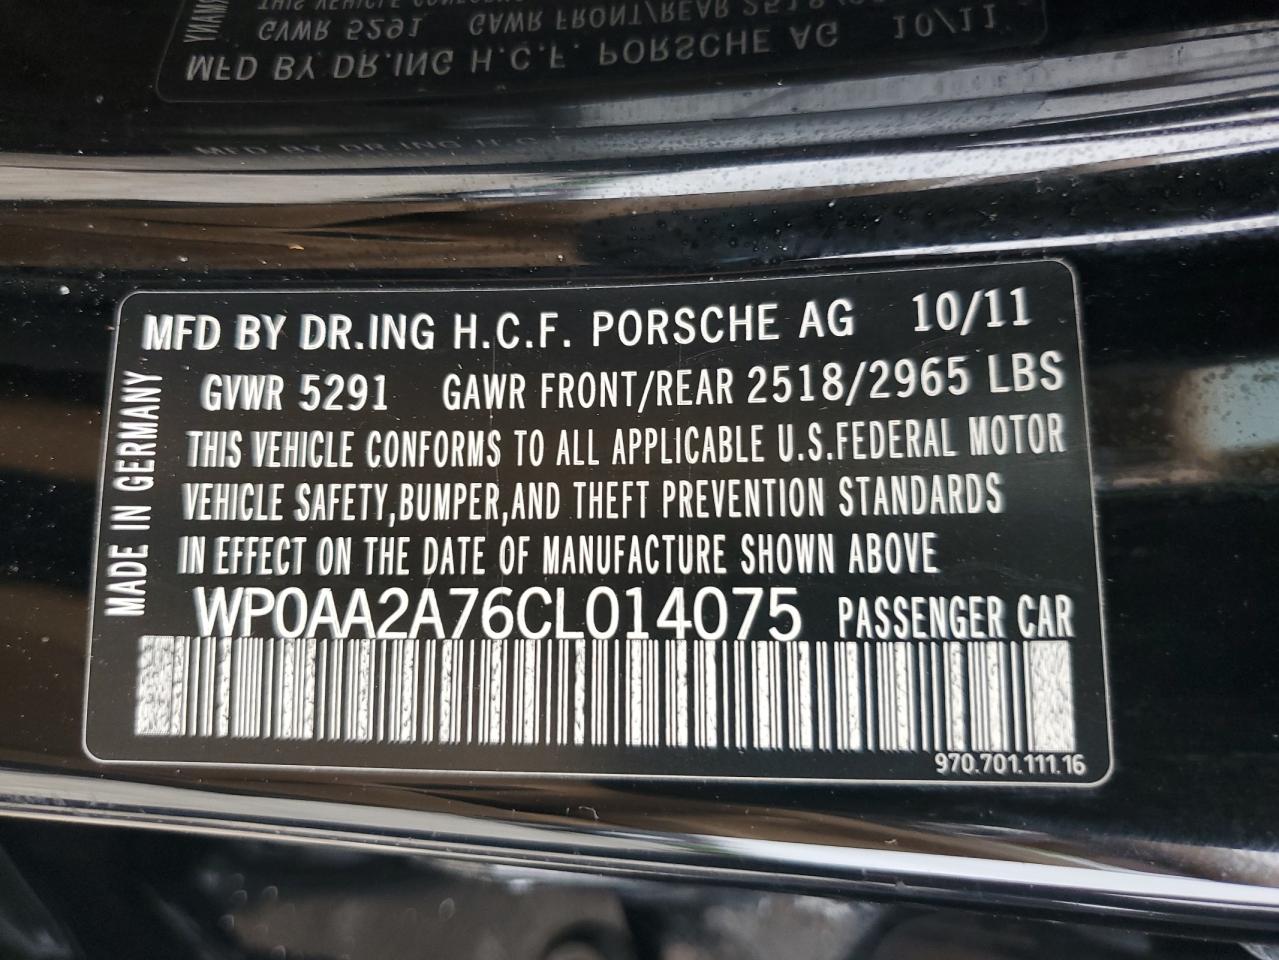 MFD BY DR.ING H.C.F. PORSCHE AG 10/11
GVWR 5291 GAWR FRONT/REAR 2518/2965 LBS
THIS VEHICLE CONFORMS TO ALL APPLICABLE U.S.FEDERAL MOTOR
VEHICLE SAFETY,BUMPER,AND THEFT PREVENTION STANDARDS
IN EFFECT ON THE DATE OF MANUFACTURE SHOWN ABOVE
WP0AA2A76CL014075 PASSENGER CAR
970.701.111.16
MADE IN GERMANY